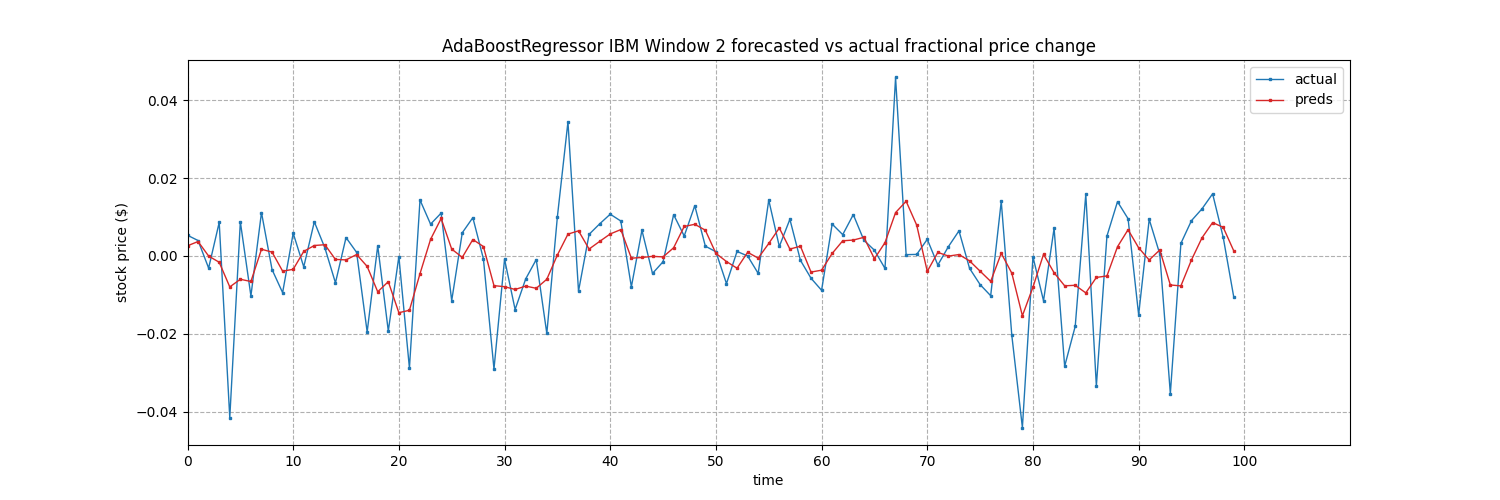 AdaBoostRegressor IBM Window 2 forecasted vs actual fractional price change
actual
preds
0.04
0.02
0.00
−0.02
−0.04
stock price ($)
0 10 20 30 40 50 60 70 80 90 100
time